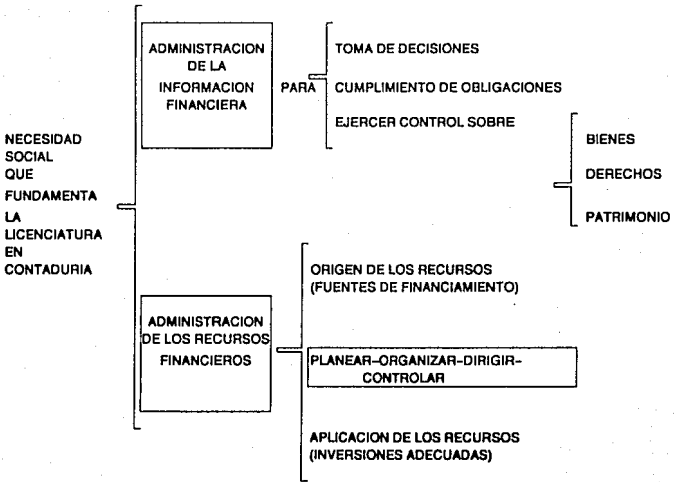 NECESIDAD
SOCIAL
QUE
FUNDAMENTA
LA
LICENCIATURA
EN
CONTADURIA
ADMINISTRACION
DE LA
INFORMACION
FINANCIERA
PARA
TOMA DE DECISIONES
CUMPLIMIENTO DE OBLIGACIONES
EJERCER CONTROL SOBRE
BIENES
DERECHOS
PATRIMONIO
ADMINISTRACION
DE LOS RECURSOS
FINANCIEROS
ORIGEN DE LOS RECURSOS
(FUENTES DE FINANCIAMIENTO)
PLANEAR-ORGANIZAR-DIRIGIR-
CONTROLAR
APLICACION DE LOS RECURSOS
(INVERSIONES ADECUADAS)